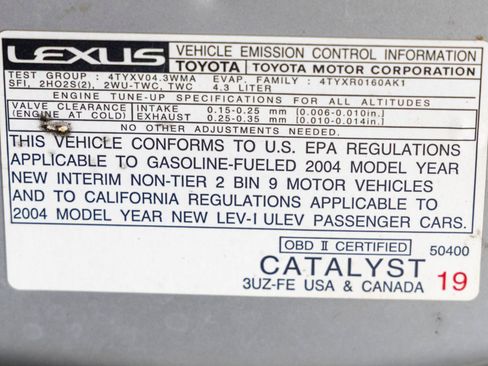 LEXUS VEHICLE EMISSION CONTROL INFORMATION
TOYOTA TOYOTA MOTOR CORPORATION
TEST GROUP : 4TYXV04.3WMA EVAP. FAMILY : 4TYXR0160AK1
SFI, 2HO2S(2), 2WU-TWC, TWC 4.3 LITER
ENGINE TUNE-UP SPECIFICATIONS FOR ALL ALTITUDES
VALVE CLEARANCE INTAKE 0.15-0.25 mm [0.006-0.010in.]
(ENGINE AT COLD) EXHAUST 0.25-0.35 mm [0.010-0.014in.]
NO OTHER ADJUSTMENTS NEEDED.
THIS VEHICLE CONFORMS TO U.S. EPA REGULATIONS
APPLICABLE TO GASOLINE-FUELED 2004 MODEL YEAR
NEW INTERIM NON-TIER 2 BIN 9 MOTOR VEHICLES
AND TO CALIFORNIA REGULATIONS APPLICABLE TO
2004 MODEL YEAR NEW LEV-I ULEV PASSENGER CARS.
OBD II CERTIFIED 50400
CATALYST
3UZ-FE USA & CANADA 19